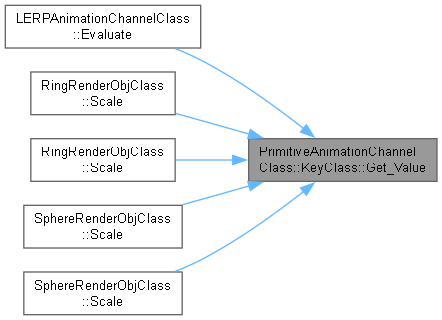 LERPAnimationChannelClass
::Evaluate
RingRenderObjClass
::Scale
RingRenderObjClass
::Scale
PrimitiveAnimationChannel
Class::KeyClass::Get_Value
SphereRenderObjClass
::Scale
SphereRenderObjClass
::Scale